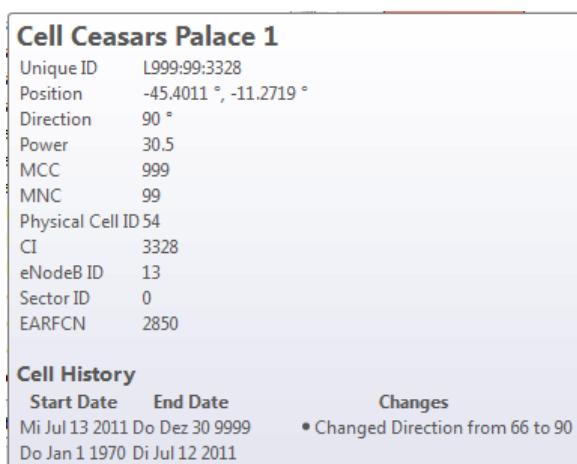 Cell Ceasars Palace 1
Unique ID L999:99:3328
Position -45.4011 °, -11.2719 °
Direction 90 °
Power 30.5
MCC 999
MNC 99
Physical Cell ID 54
CI 3328
eNodeB ID 13
Sector ID 0
EARFCN 2850
Cell History
Start Date End Date Changes
Mi Jul 13 2011 Do Dez 30 9999 • Changed Direction from 66 to 90
Do Jan 1 1970 Di Jul 12 2011